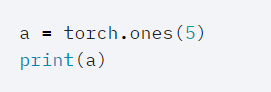 a = torch.ones(5)
print(a)